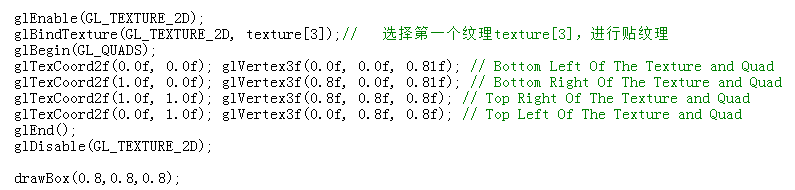 glEnable(GL_TEXTURE_2D);
glBindTexture(GL_TEXTURE_2D, texture[3]);//   选择第一个纹理texture[3]，进行贴纹理
glBegin(GL_QUADS);
glTexCoord2f(0.0f, 0.0f); glVertex3f(0.0f, 0.0f, 0.81f); // Bottom Left Of The Texture and Quad
glTexCoord2f(1.0f, 0.0f); glVertex3f(0.8f, 0.0f, 0.81f); // Bottom Right Of The Texture and Quad
glTexCoord2f(1.0f, 1.0f); glVertex3f(0.8f, 0.8f, 0.8f); // Top Right Of The Texture and Quad
glTexCoord2f(0.0f, 1.0f); glVertex3f(0.0f, 0.8f, 0.8f); // Top Left Of The Texture and Quad
glEnd();
glDisable(GL_TEXTURE_2D);
drawBox(0.8,0.8,0.8);